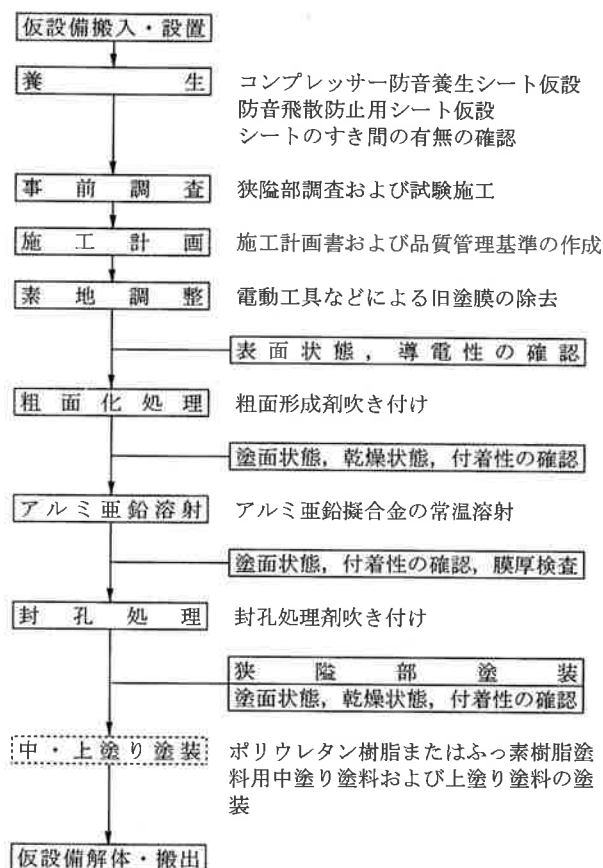 仮設備搬入・設置
養生 コンプレッサー防音養生シート仮設
防音飛散防止用シート仮設
シートのすき間の有無の確認
事前調査 狭隘部調査および試験施工
施工計画 施工計画書および品質管理基準の作成
素地調整 電動工具などによる旧塗膜の除去
表面状態，導電性の確認
粗面化処理 粗面形成剤吹き付け
塗面状態，乾燥状態，付着性の確認
アルミ亜鉛溶射 アルミ亜鉛擬合金の常温溶射
塗面状態，付着性の確認，膜厚検査
封孔処理 封孔処理剤吹き付け
狭隘部塗装
塗面状態，乾燥状態，付着性の確認
中・上塗り塗装 ポリウレタン樹脂またはふっ素樹脂塗
料用中塗り塗料および上塗り塗料の塗
装
仮設備解体・搬出